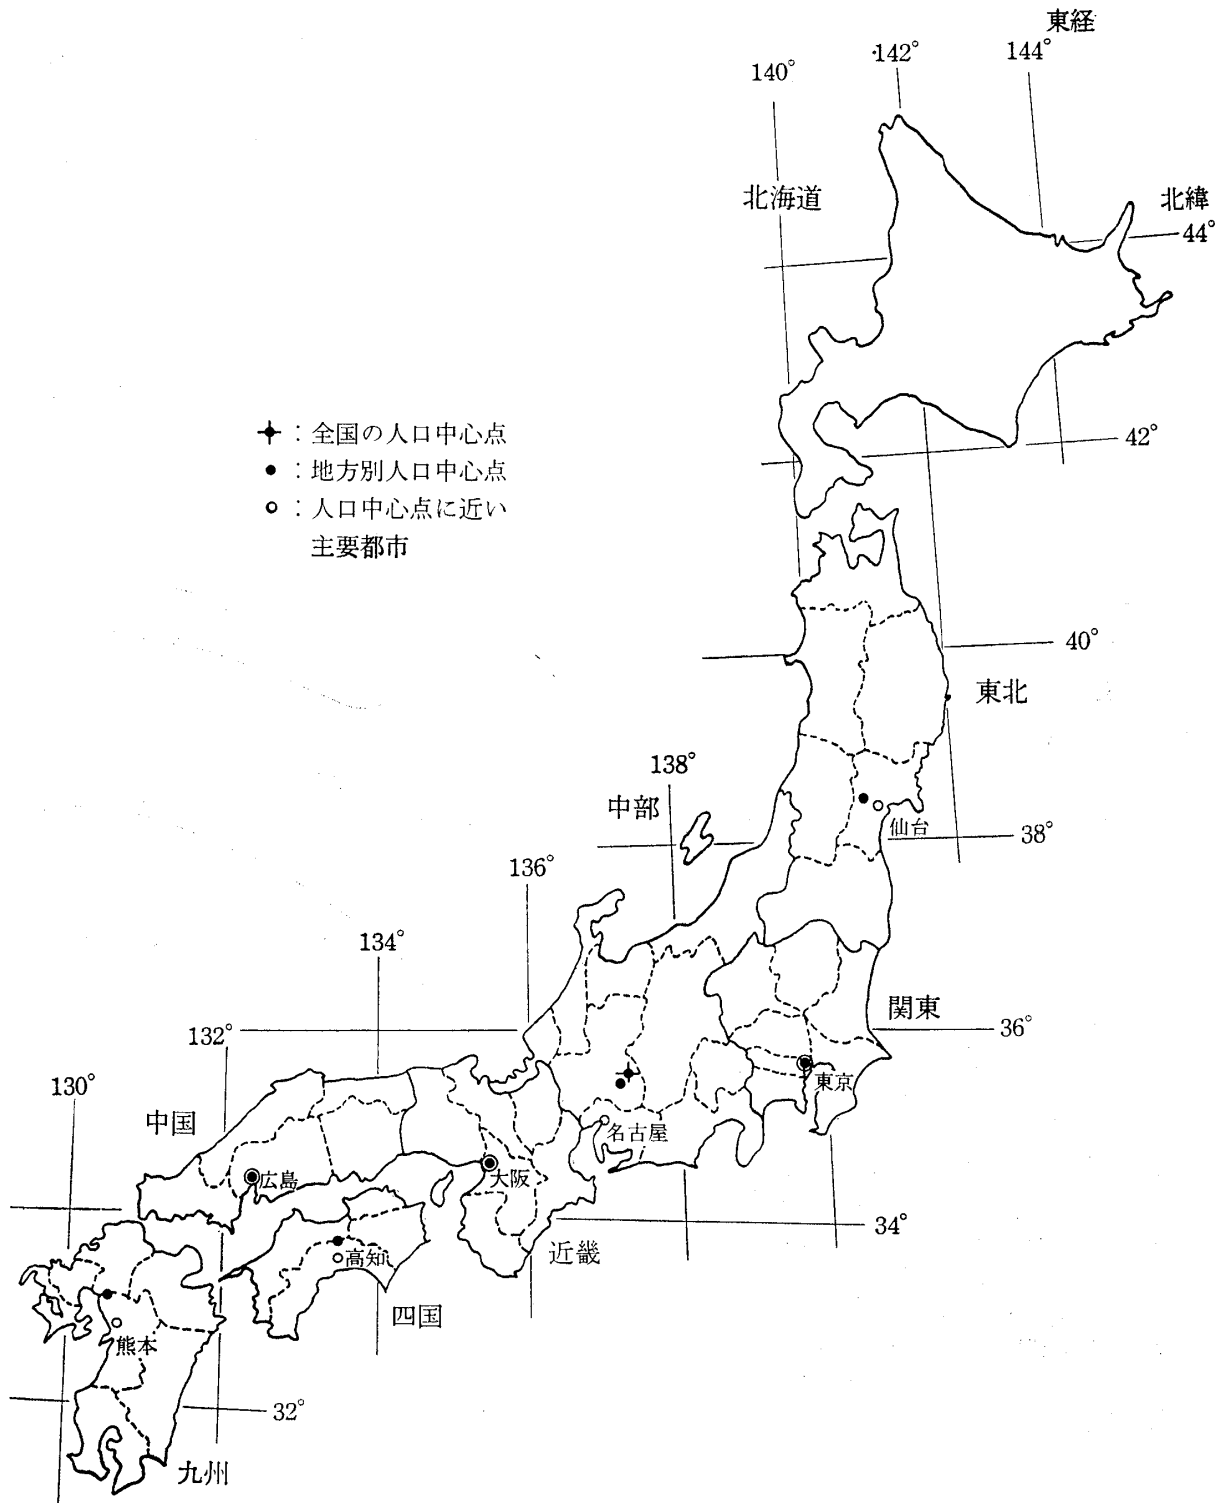 東経
144°
142°
140°
北海道
北緯
44°
全国の人口中心点
42°
: 地方別人口中心点
: 人口中心点に近い
主要都市
40°
東北
138°
中部
仙台
38°
136°
134°
関東
36°
132°
130°
東京
中国
名古屋
大阪
広島
34°
近畿
高知
四国
熊本
32°
九州